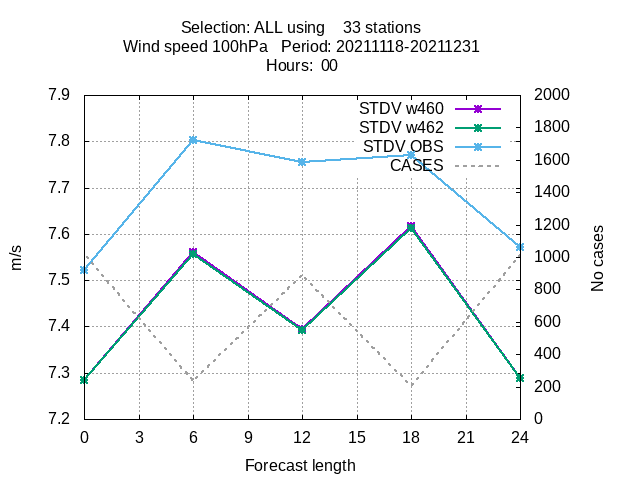 Selection: ALL using 33 stations
Wind speed 100hPa Period: 20211118-20211231
Hours: 00
7.9
7.8
7.7
7.6
7.5
7.4
7.3
7.2
m/s
STDV w460
STDV w462
STDV OBS
CASES
2000
1800
1600
1400
1200
1000
800
600
400
200
0
No cases
0 3 6 9 12 15 18 21 24
Forecast length